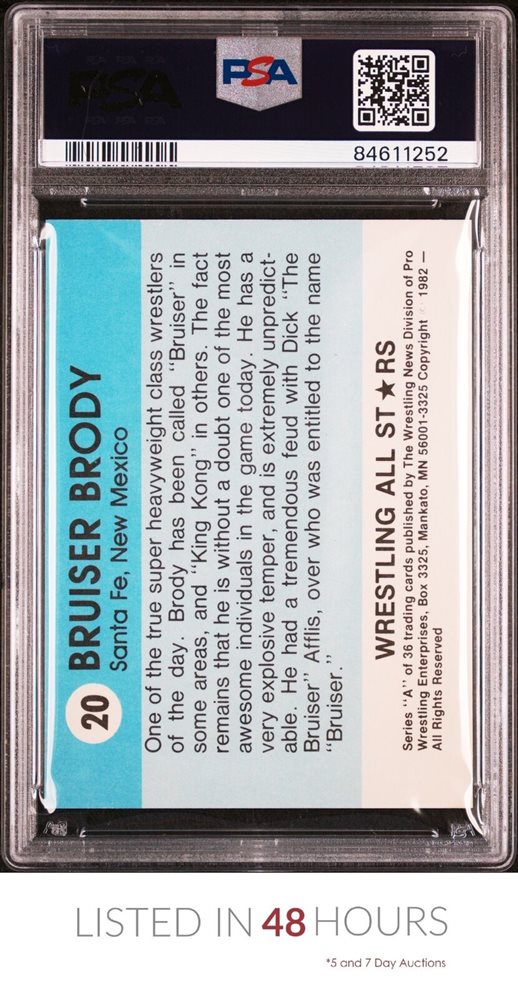 PSA
84611252
20 BRUISER BRODY
Santa Fe, New Mexico
One of the true super heavyweight class wrestlers
of the day. Brody has been called "Bruiser" in
some areas, and "King Kong" in others. The fact
remains that he is without a doubt one of the most
awesome individuals in the game today. He has a
very explosive temper, and is extremely unpredict-
able. He had a tremendous feud with Dick "The
Bruiser" Afflis, over who was entitled to the name
"Bruiser."
WRESTLING ALL ST★RS
Series "A" of 36 trading cards published by The Wrestling News Division of Pro
Wrestling Enterprises, Box 3325, Mankato, MN 56001-3325 Copyright © 1982 —
All Rights Reserved
LISTED IN 48 HOURS
*5 and 7 Day Auctions